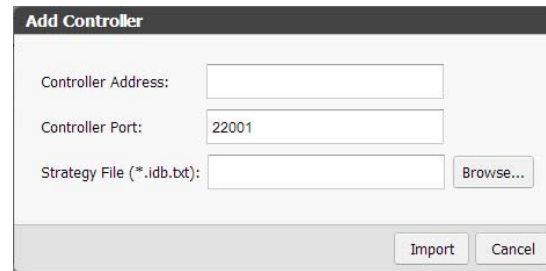 Add Controller
Controller Address:
Controller Port: 22001
Strategy File (*.idb.txt): Browse...
Import Cancel